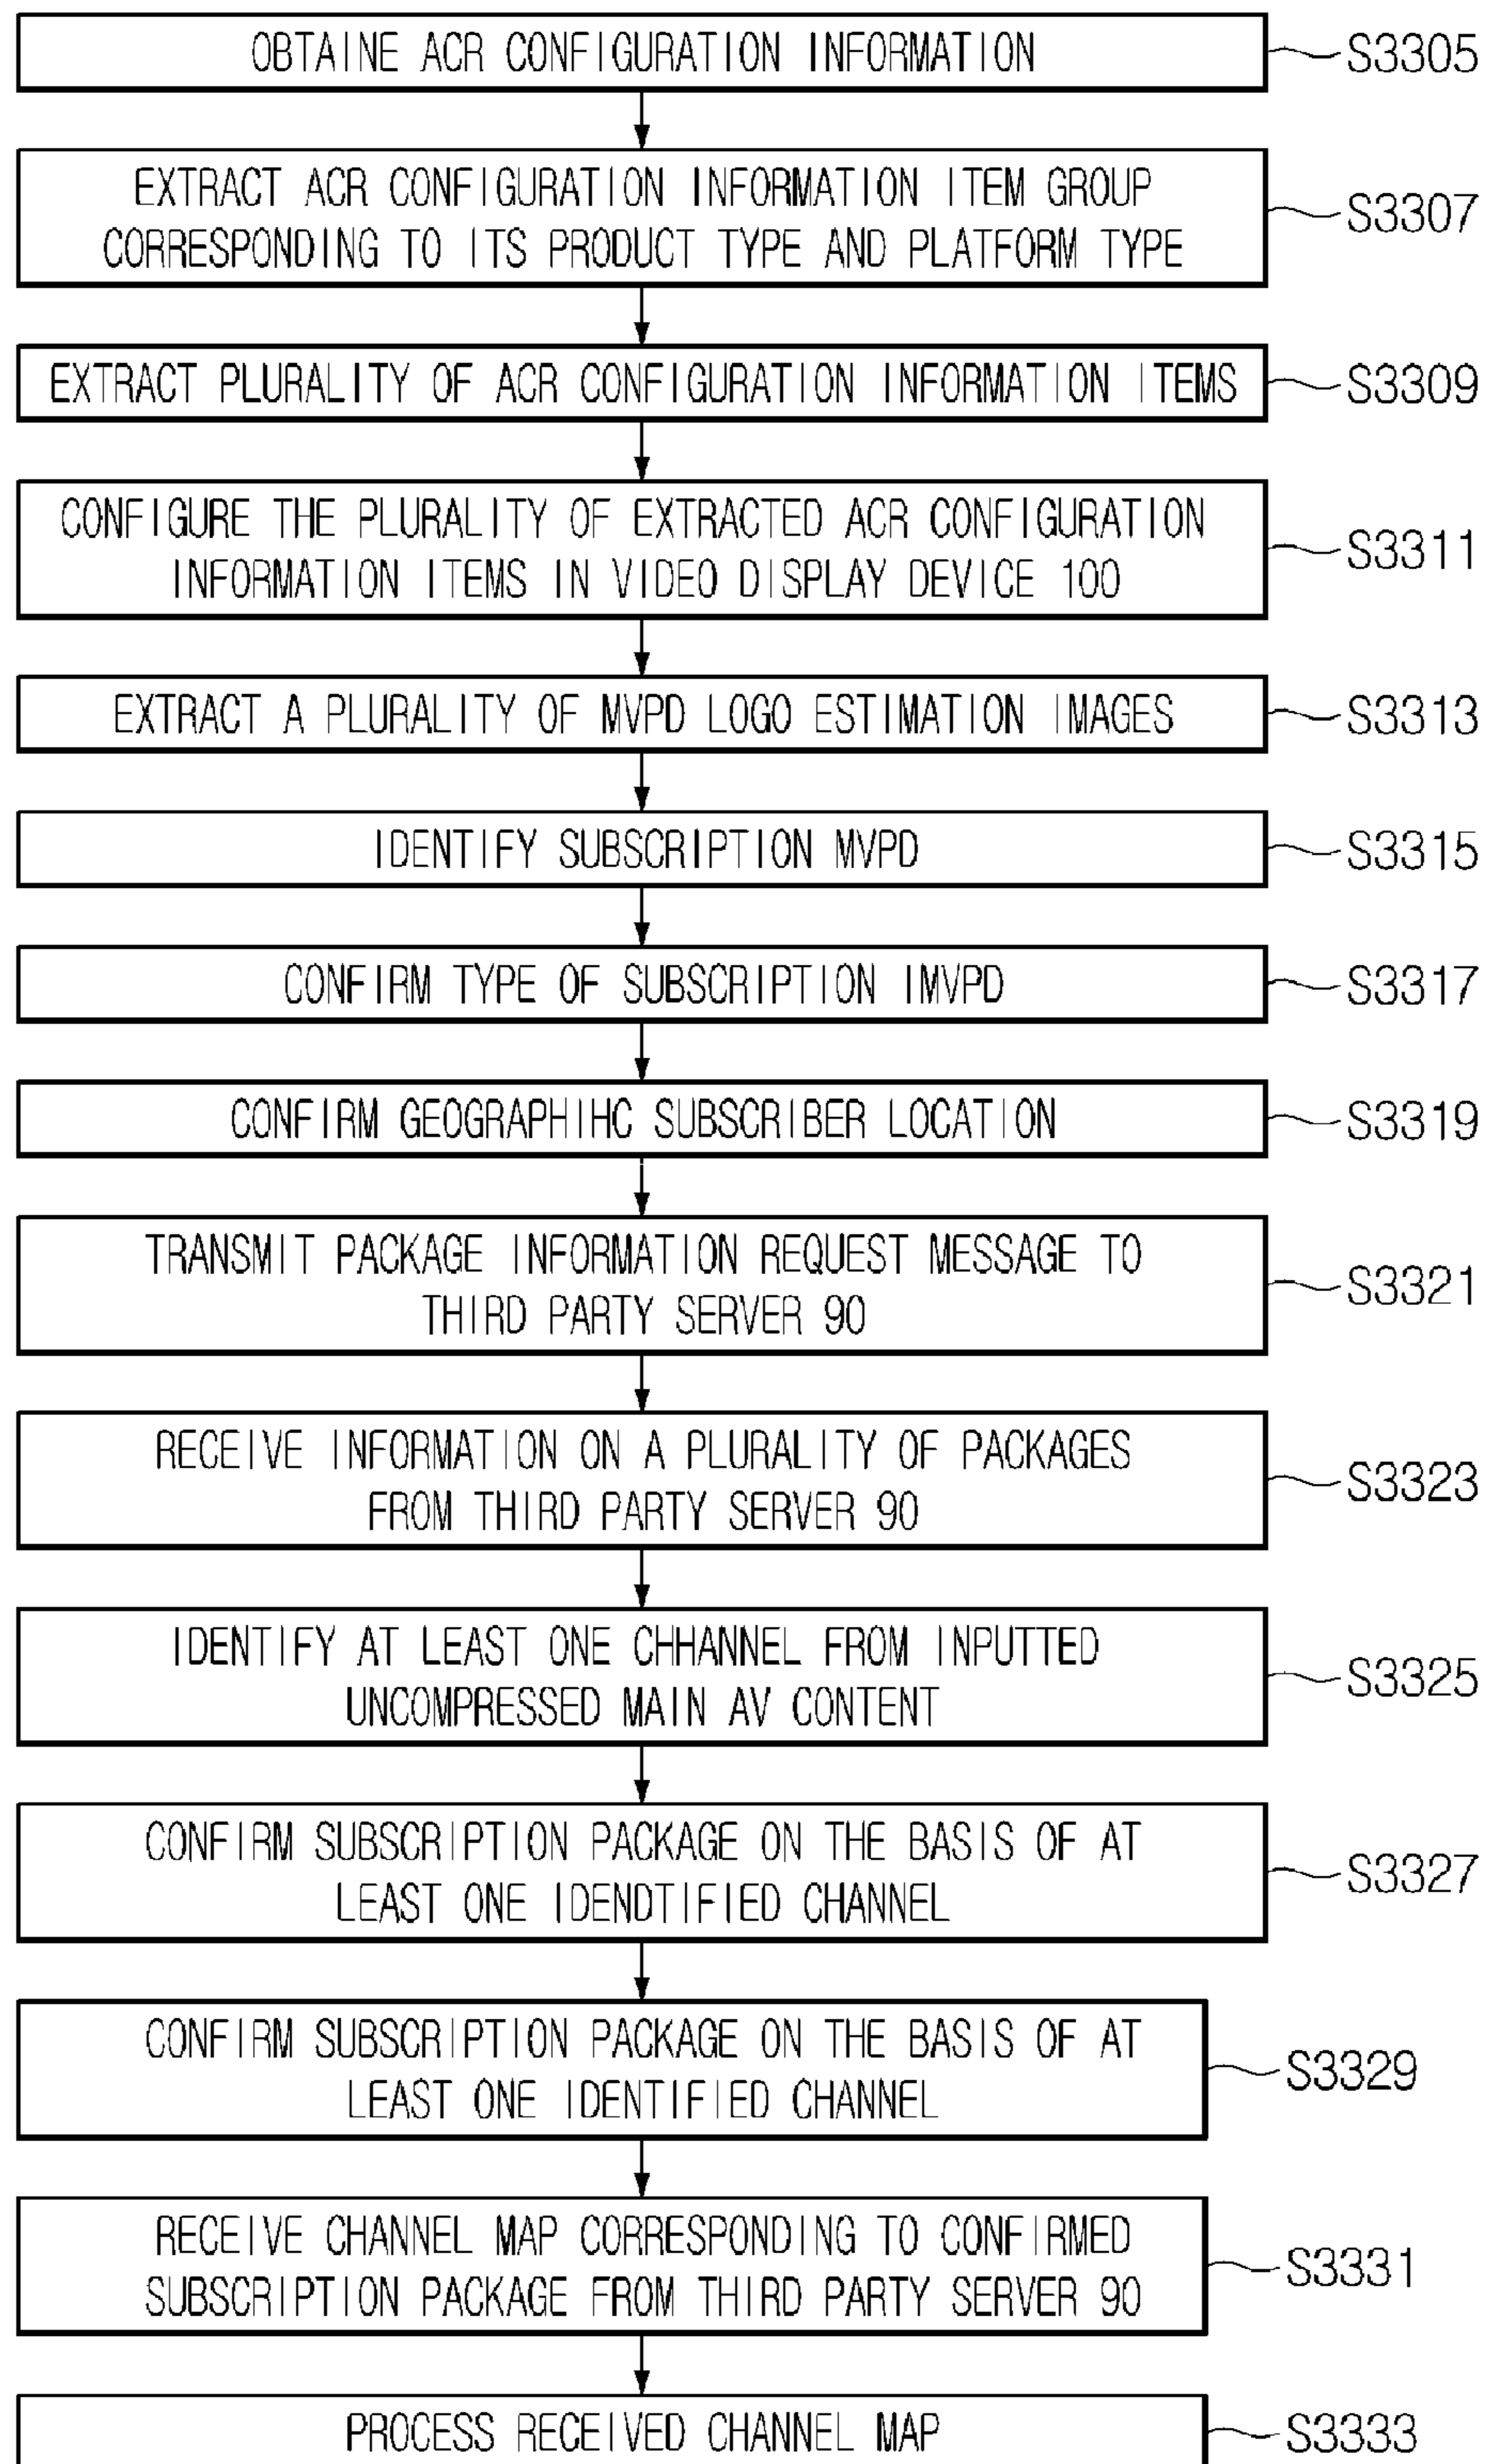 OBTAINE ACR CONFIGURATION INFORMATION
S3305
EXTRACT ACR CONFIGURATION INFORMATION ITEM GROUP
CORRESPONDING TO ITS PRODUCT TYPE AND PLATFORM TYPE
S3307
EXTRACT PLURALITY OF ACR CONFIGURATION INFORMATION ITEMS
S3309
CONFIGURE THE PLURALITY OF EXTRACTED ACR CONFIGURATION
INFORMATION ITEMS IN VIDEO DISPLAY DEVICE 100
S3311
EXTRACT A PLURALITY OF MVPD LOGO ESTIMATION IMAGES
S3313
IDENTIFY SUBSCRIPTION MVPD
S3315
CONFIRM TYPE OF SUBSCRIPTION IMVPD
S3317
CONFIRM GEOGRAPHIHC SUBSCRIBER LOCATION
S3319
TRANSMIT PACKAGE INFORMATION REQUEST MESSAGE TO
THIRD PARTY SERVER 90
S3321
RECEIVE INFORMATION ON A PLURALITY OF PACKAGES
FROM THIRD PARTY SERVER 90
S3323
IDENTIFY AT LEAST ONE CHHANNEL FROM INPUTTED
UNCOMPRESSED MAIN AV CONTENT
S3325
CONFIRM SUBSCRIPTION PACKAGE ON THE BASIS OF AT
LEAST ONE IDENDTIFIED CHANNEL
S3327
CONFIRM SUBSCRIPTION PACKAGE ON THE BASIS OF AT
LEAST ONE IDENTIFIED CHANNEL
S3329
RECEIVE CHANNEL MAP CORRESPONDING TO CONFIRMED
SUBSCRIPTION PACKAGE FROM THIRD PARTY SERVER 90
S3331
PROCESS RECEIVED CHANNEL MAP
S3333